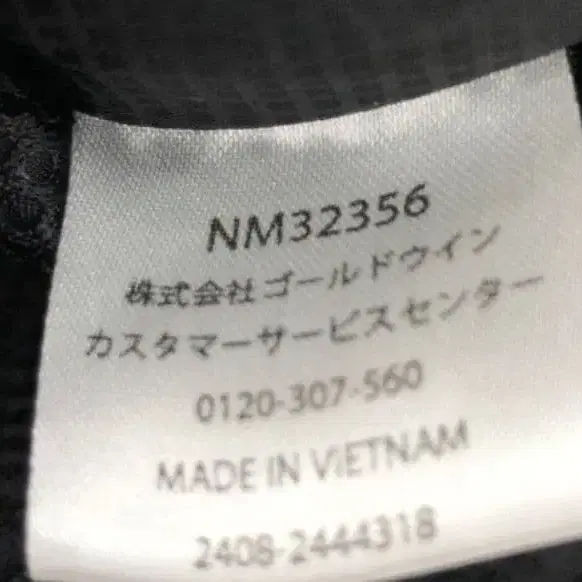 NM32356
株式会社ゴールドウイン
カスタマーサービスセンター
0120-307-560
MADE IN VIETNAM
2408-2444318